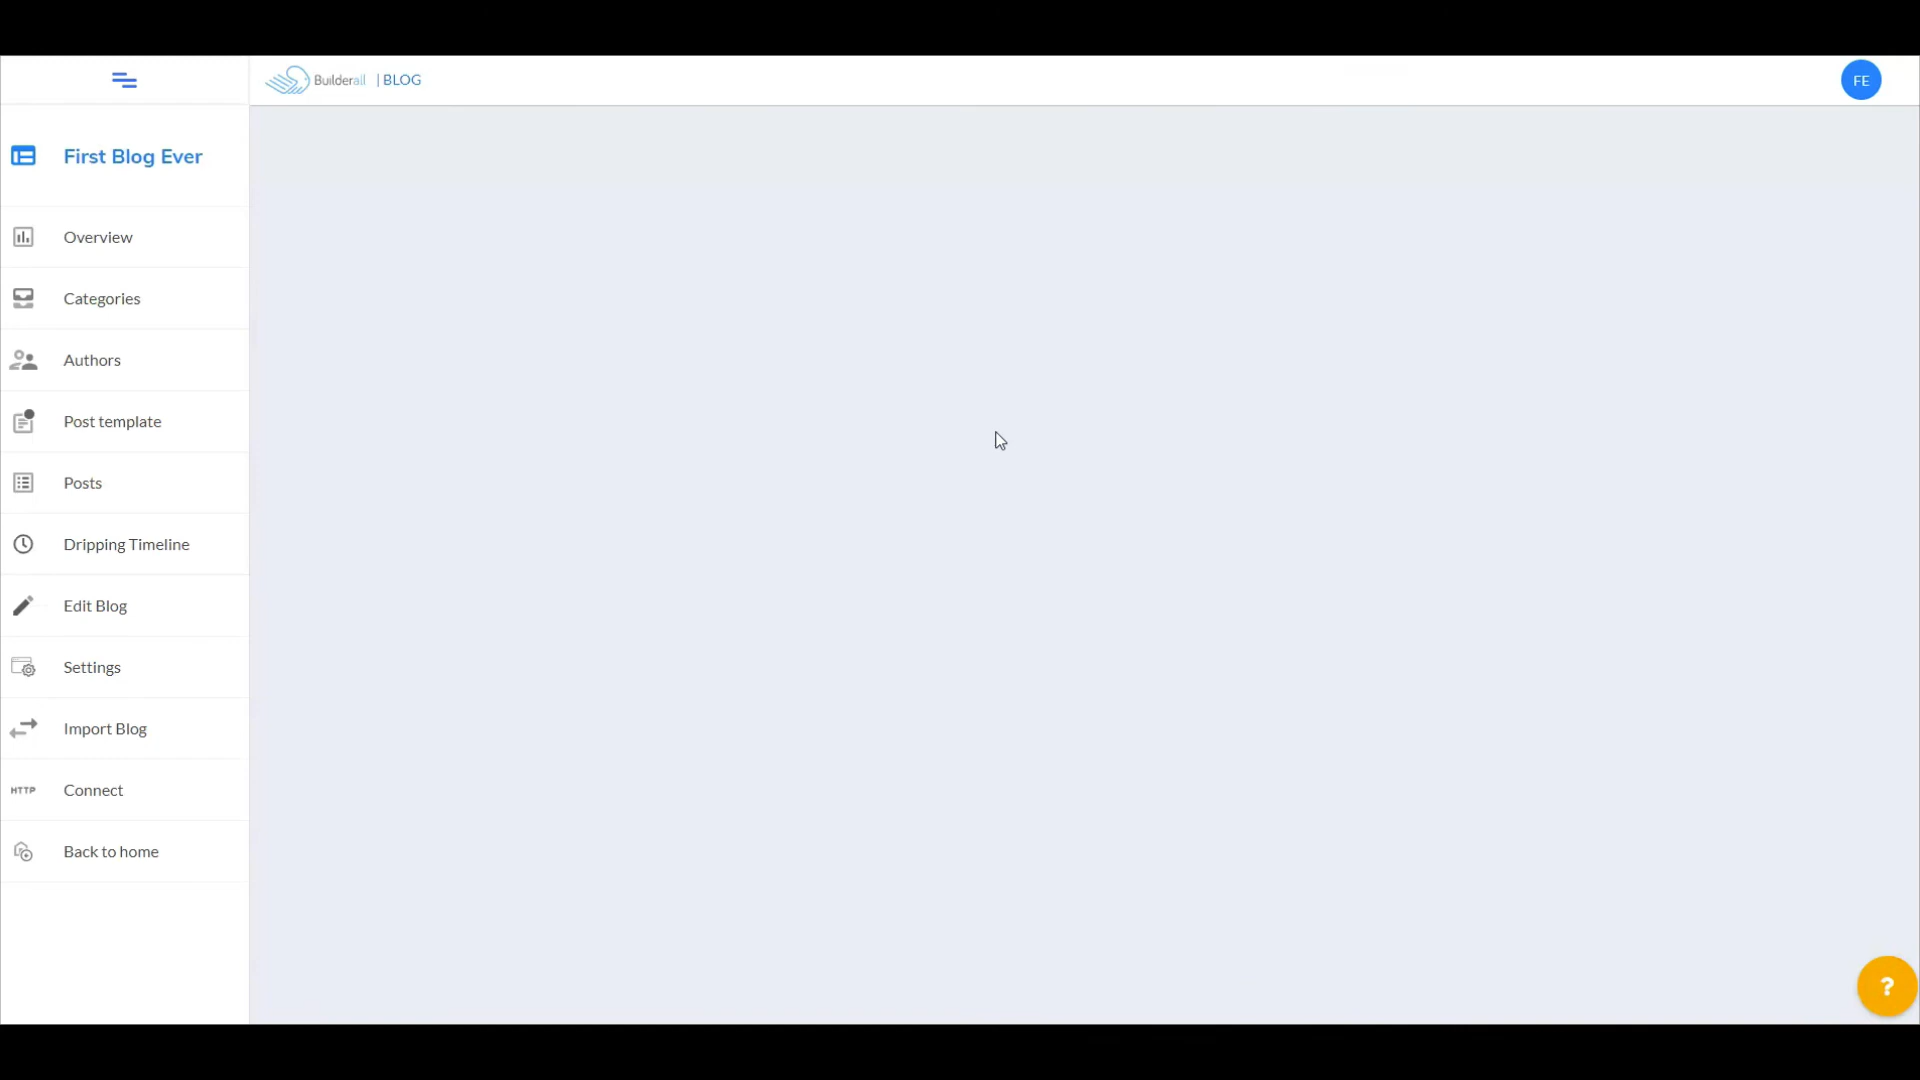 Builderall | BLOG
FE
First Blog Ever
Overview
Categories
Authors
Post template
Posts
Dripping Timeline
Edit Blog
Settings
Import Blog
HTTP Connect
Back to home
?